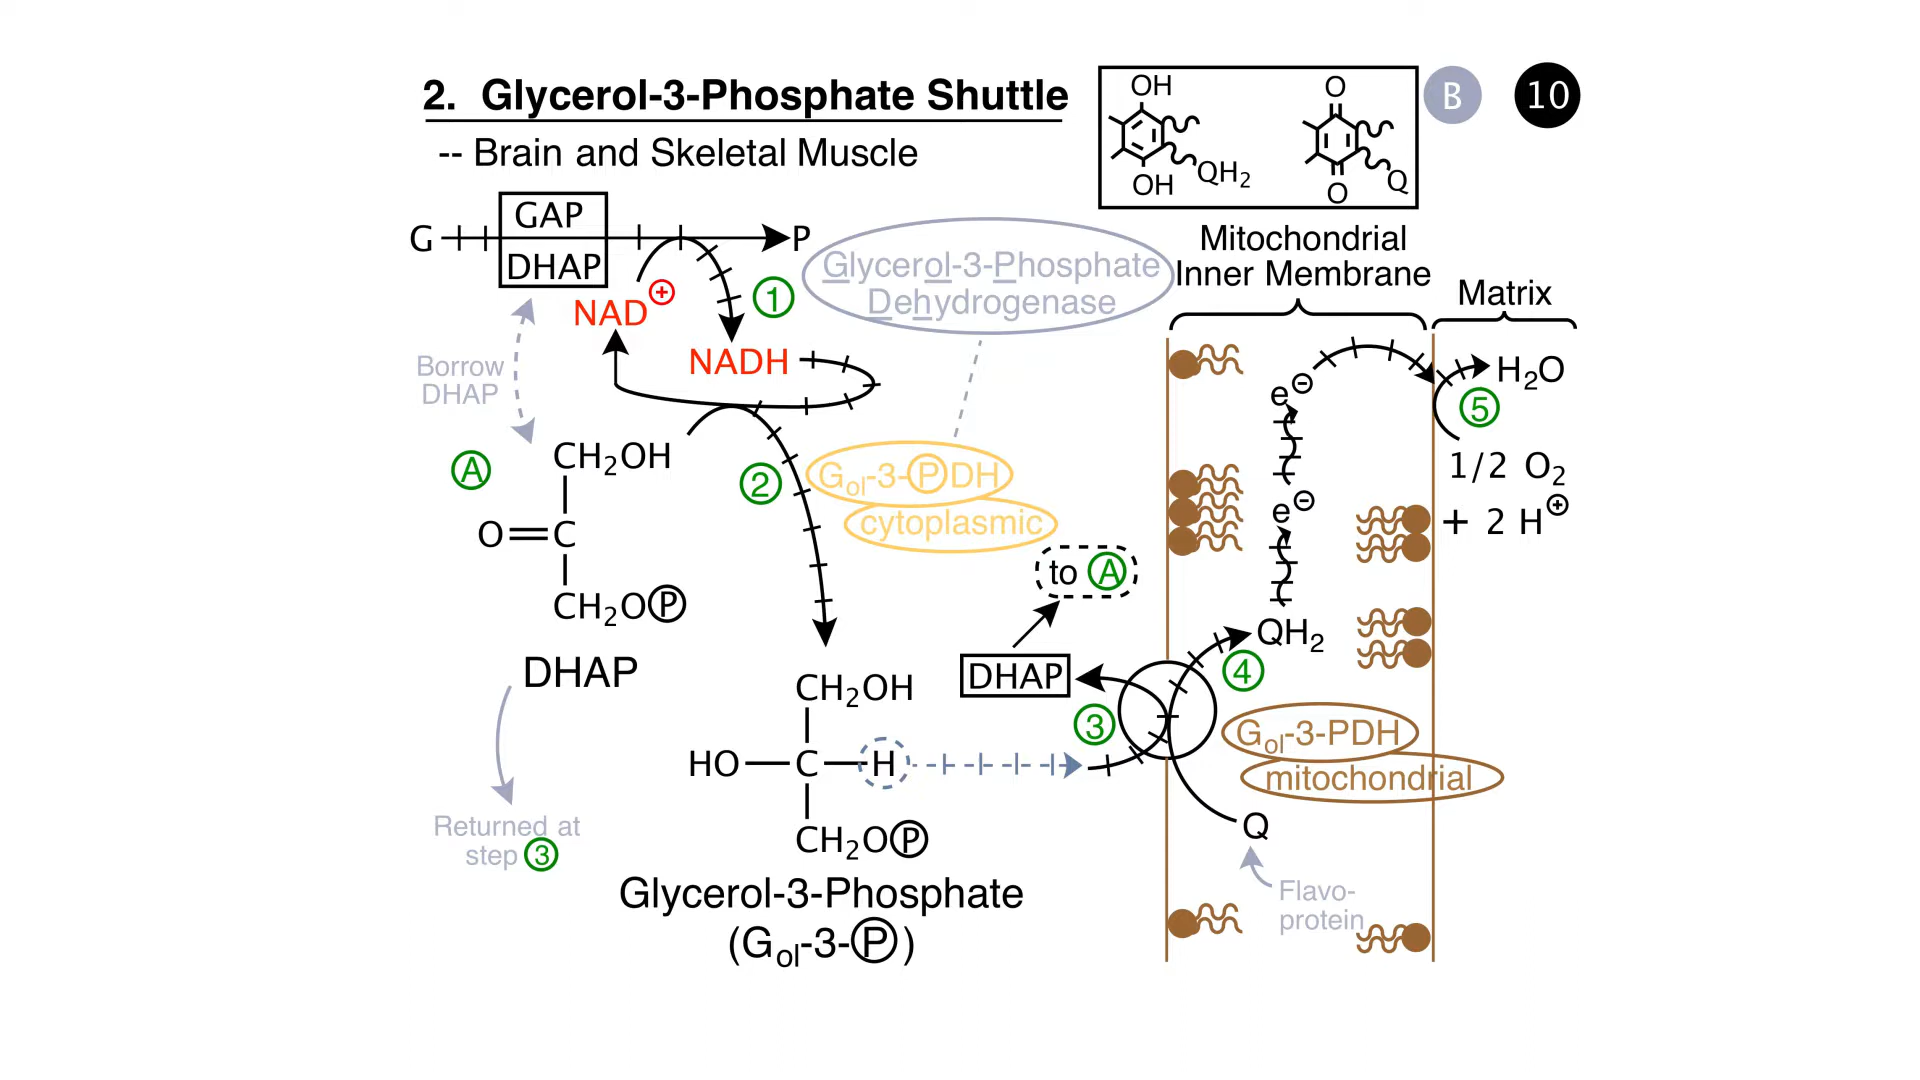 2. Glycerol-3-Phosphate Shuttle
-- Brain and Skeletal Muscle
OH
OH
QH₂
O
O
Q
B
10
G
GAP
DHAP
P
NAD⊕
1
NADH
Glycerol-3-Phosphate
Dehydrogenase
Mitochondrial
Inner Membrane
Matrix
Borrow
DHAP
A
CH₂OH
O=C
CH₂OⓅ
DHAP
Returned at
step 3
2
Gol-3-ⓅDH
cytoplasmic
to A
DHAP
3
CH₂OH
HO—C—H
CH₂OⓅ
Glycerol-3-Phosphate
(Gol-3-Ⓟ)
e⊖
e⊖
QH₂
4
Gol-3-PDH
mitochondrial
Q
Flavo-
protein
H₂O
5
1/2 O₂
+ 2 H⊕